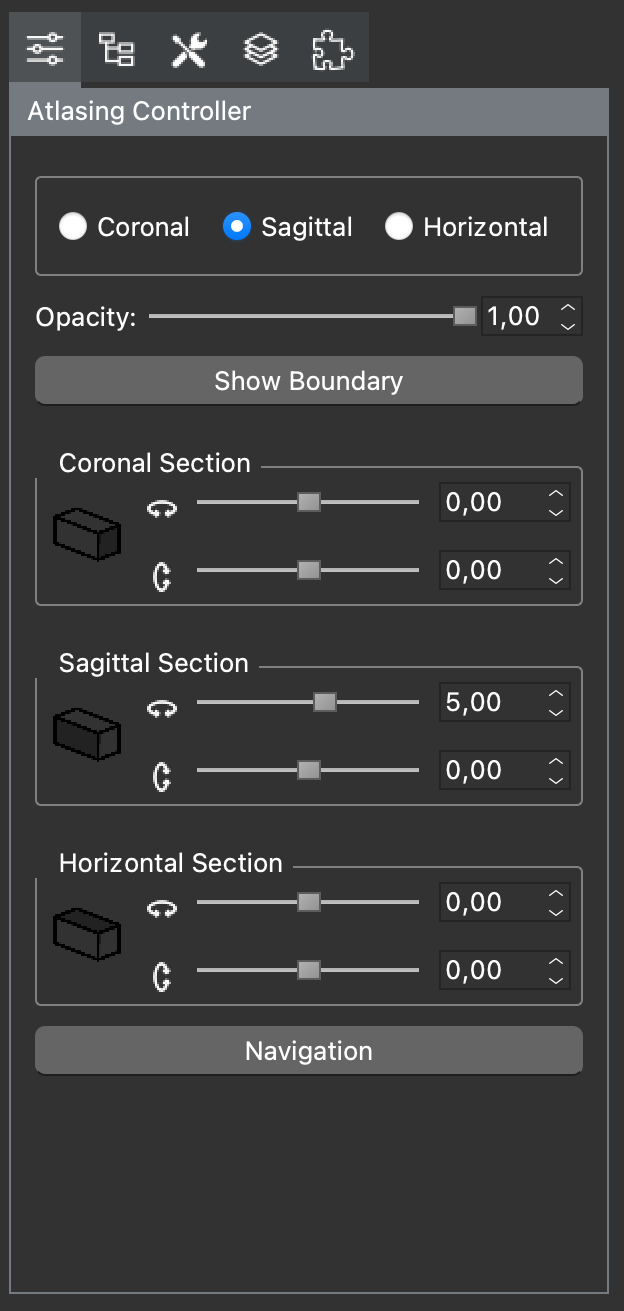 Atlasing Controller
Coronal Sagittal Horizontal
Opacity: 1,00
Show Boundary
Coronal Section
0,00
0,00
Sagittal Section
5,00
0,00
Horizontal Section
0,00
0,00
Navigation